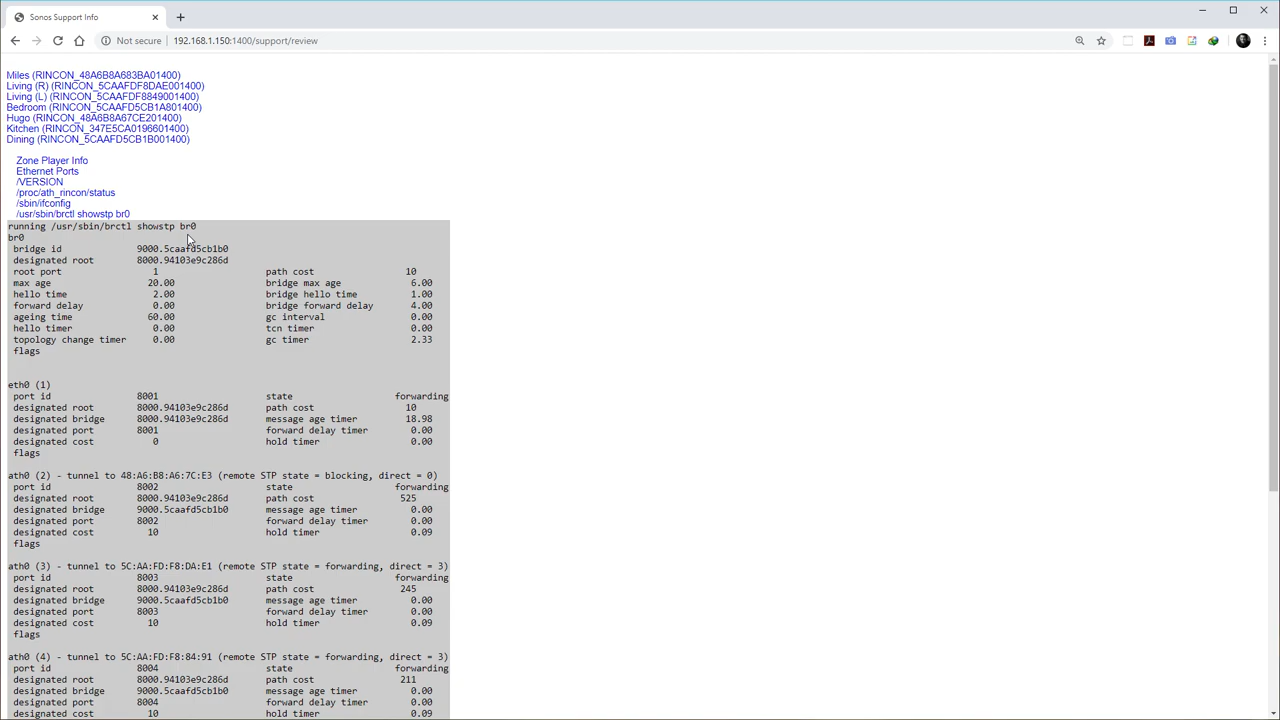 Sonos Support Info
Not secure | 192.168.1.150:1400/support/review
Miles (RINCON_48A6B8A683BA01400)
Living (R) (RINCON_5CAAFDF8DAE001400)
Living (L) (RINCON_5CAAFDF8849001400)
Bedroom (RINCON_5CAAFD5CB1A801400)
Hugo (RINCON_48A6B8A67CE201400)
Kitchen (RINCON_347E5CA0196601400)
Dining (RINCON_5CAAFD5CB1B001400)
Zone Player Info
Ethernet Ports
/VERSION
/proc/ath_rincon/status
/sbin/ifconfig
/usr/sbin/brctl showstp br0
running /usr/sbin/brctl showstp br0
br0
bridge id 9000.5caafd5cb1b0
designated root 8000.94103e9c286d
root port 1 path cost 10
max age 20.00 bridge max age 6.00
hello time 2.00 bridge hello time 1.00
forward delay 0.00 bridge forward delay 4.00
ageing time 60.00 gc interval 0.00
hello timer 0.00 tcn timer 0.00
topology change timer 0.00 gc timer 2.33
flags
eth0 (1)
port id 8001 state forwarding
designated root 8000.94103e9c286d path cost 10
designated bridge 8000.94103e9c286d message age timer 18.98
designated port 8001 forward delay timer 0.00
designated cost 0 hold timer 0.00
flags
ath0 (2) - tunnel to 48:A6:B8:A6:7C:E3 (remote STP state = blocking, direct = 0)
port id 8002 state forwarding
designated root 8000.94103e9c286d path cost 525
designated bridge 9000.5caafd5cb1b0 message age timer 0.00
designated port 8002 forward delay timer 0.00
designated cost 10 hold timer 0.09
flags
ath0 (3) - tunnel to 5C:AA:FD:F8:DA:E1 (remote STP state = forwarding, direct = 3)
port id 8003 state forwarding
designated root 8000.94103e9c286d path cost 245
designated bridge 9000.5caafd5cb1b0 message age timer 0.00
designated port 8003 forward delay timer 0.00
designated cost 10 hold timer 0.09
flags
ath0 (4) - tunnel to 5C:AA:FD:F8:84:91 (remote STP state = forwarding, direct = 3)
port id 8004 state forwarding
designated root 8000.94103e9c286d path cost 211
designated bridge 9000.5caafd5cb1b0 message age timer 0.00
designated port 8004 forward delay timer 0.00
designated cost 10 hold timer 0.09